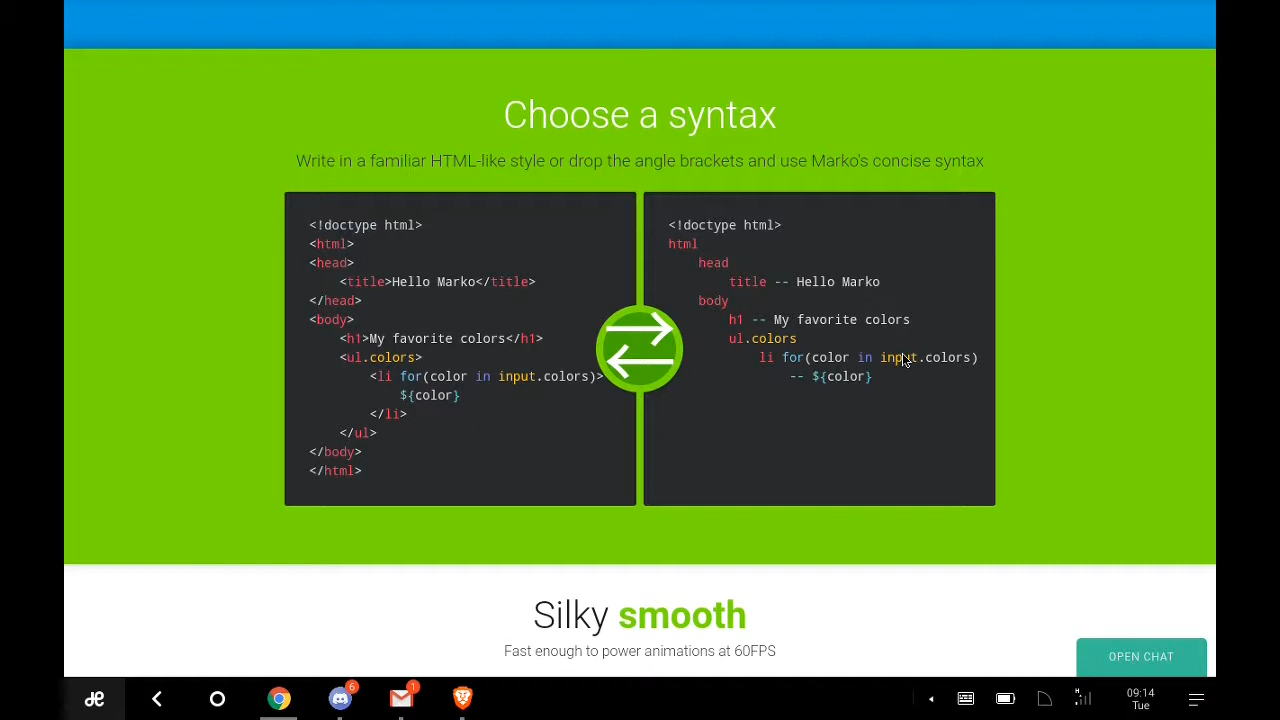 Choose a syntax
Write in a familiar HTML-like style or drop the angle brackets and use Marko's concise syntax
<!doctype html>
<html>
<head>
<title>Hello Marko</title>
</head>
<body>
<h1>My favorite colors</h1>
<ul.colors>
<li for(color in input.colors)>
${color}
</li>
</ul>
</body>
</html>
<!doctype html>
html
head
title -- Hello Marko
body
h1 -- My favorite colors
ul.colors
li for(color in input.colors)
-- ${color}
Silky smooth
Fast enough to power animations at 60FPS
OPEN CHAT
6
1
H
09:14
Tue